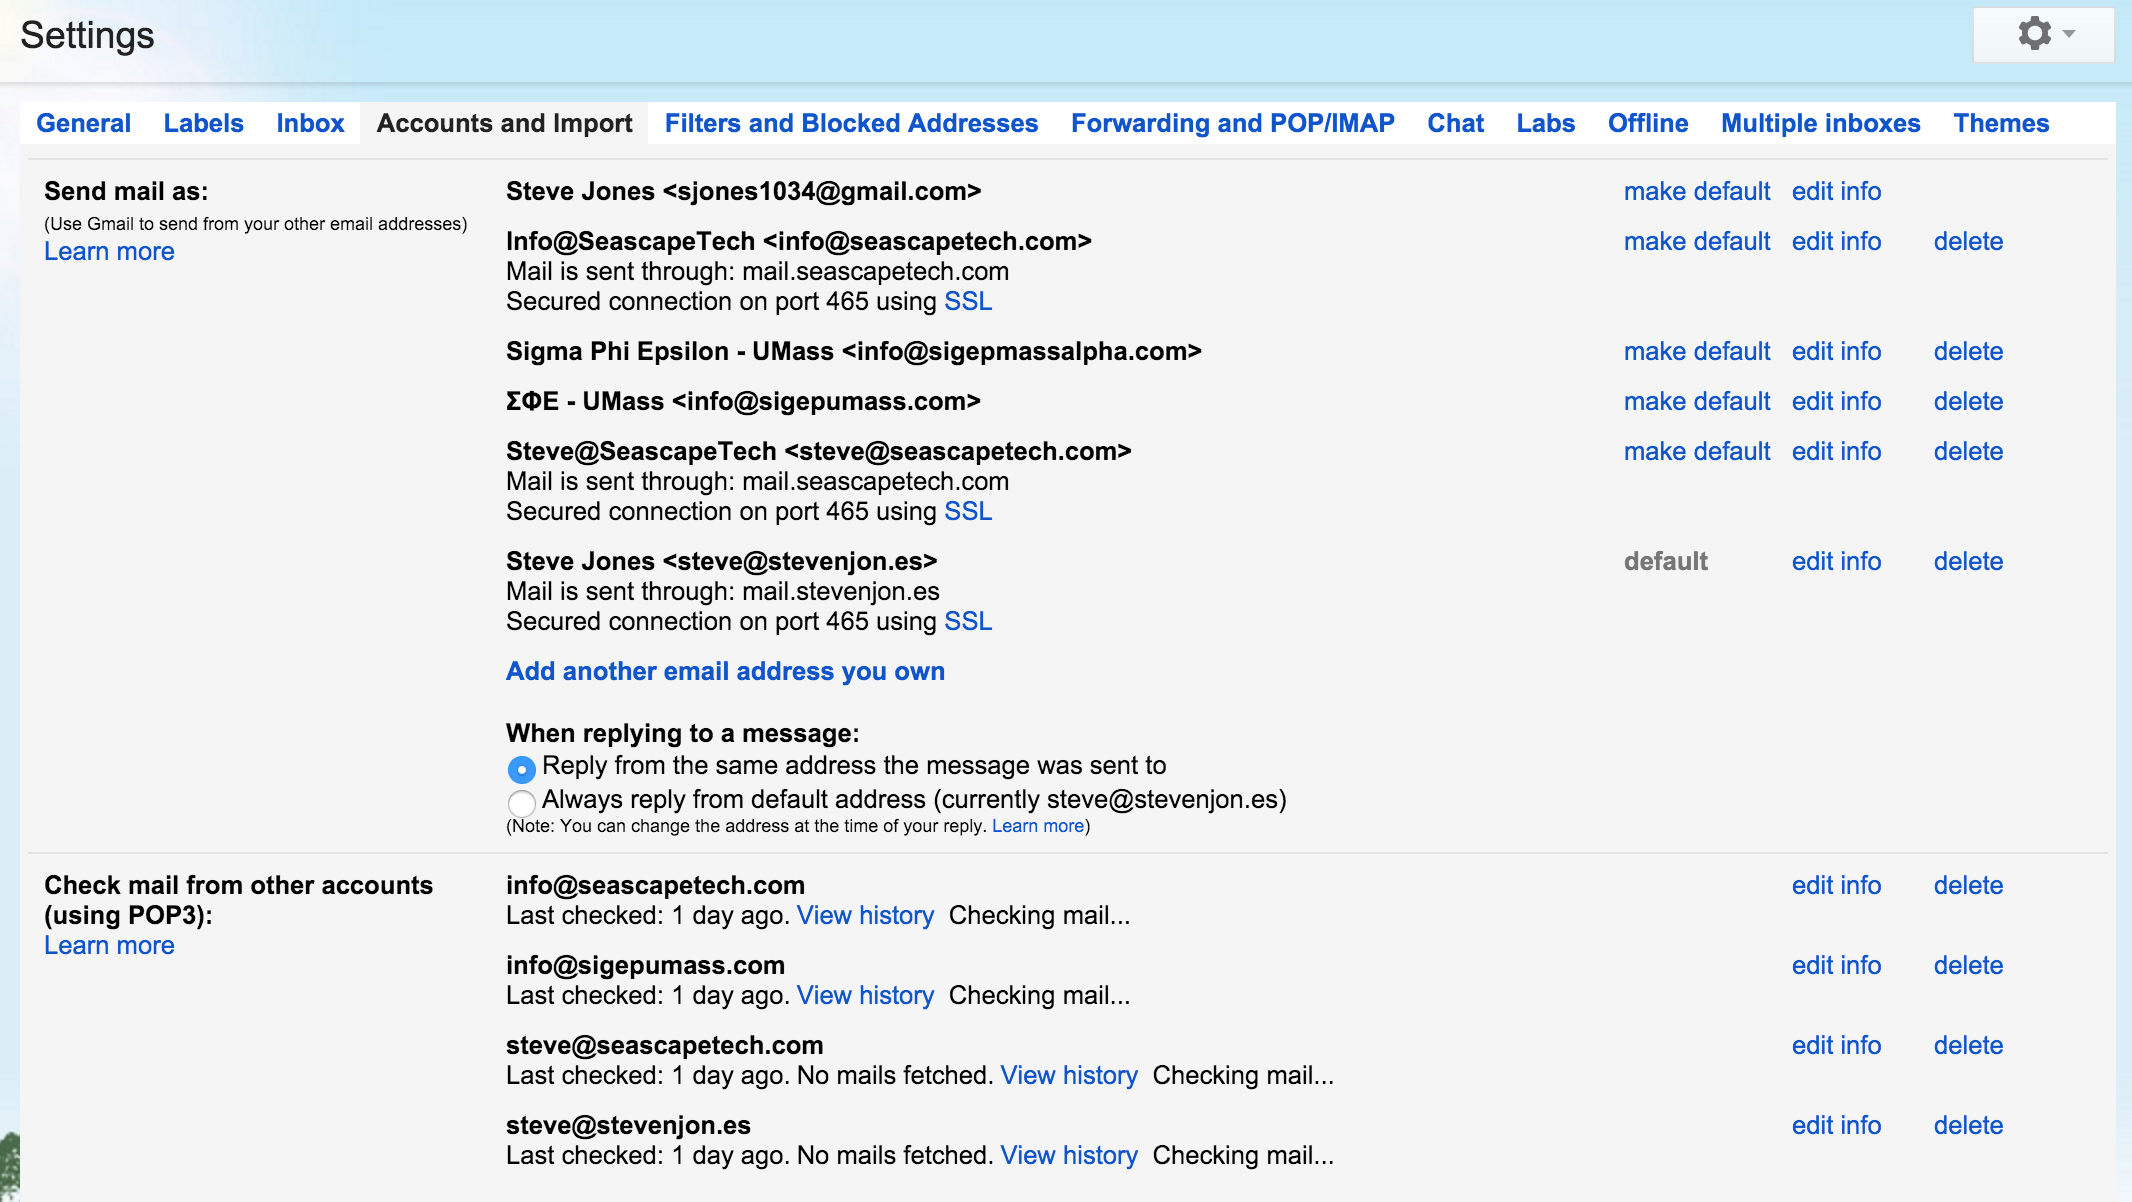 Settings
General Labels Inbox Accounts and Import Filters and Blocked Addresses Forwarding and POP/IMAP Chat Labs Offline Multiple inboxes Themes
Send mail as:
(Use Gmail to send from your other email addresses)
Learn more
Steve Jones <sjones1034@gmail.com> make default edit info
Info@SeascapeTech <info@seascapetech.com> make default edit info delete
Mail is sent through: mail.seascapetech.com
Secured connection on port 465 using SSL
Sigma Phi Epsilon - UMass <info@sigepmassalpha.com> make default edit info delete
ΣΦΕ - UMass <info@sigepumass.com> make default edit info delete
Steve@SeascapeTech <steve@seascapetech.com> make default edit info delete
Mail is sent through: mail.seascapetech.com
Secured connection on port 465 using SSL
Steve Jones <steve@stevenjon.es> default edit info delete
Mail is sent through: mail.stevenjon.es
Secured connection on port 465 using SSL
Add another email address you own
When replying to a message:
Reply from the same address the message was sent to
Always reply from default address (currently steve@stevenjon.es)
(Note: You can change the address at the time of your reply. Learn more)
Check mail from other accounts
(using POP3):
Learn more
info@seascapetech.com edit info delete
Last checked: 1 day ago. View history Checking mail...
info@sigepumass.com edit info delete
Last checked: 1 day ago. View history Checking mail...
steve@seascapetech.com edit info delete
Last checked: 1 day ago. No mails fetched. View history Checking mail...
steve@stevenjon.es edit info delete
Last checked: 1 day ago. No mails fetched. View history Checking mail...